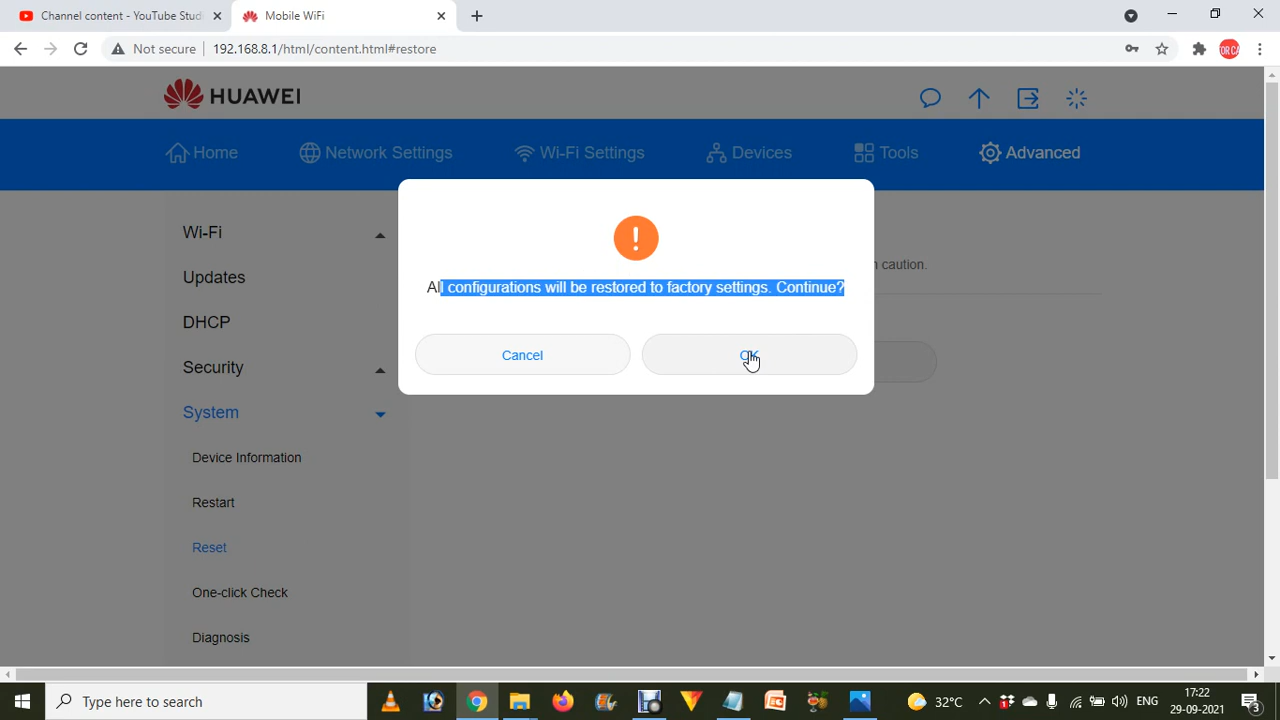 Channel content - YouTube Stud
Mobile WiFi
Not secure
192.168.8.1/html/content.html#restore
HUAWEI
Home
Network Settings
Wi-Fi Settings
Devices
Tools
Advanced
Wi-Fi
Updates
DHCP
Security
System
Device Information
Restart
Reset
One-click Check
Diagnosis
caution.
All configurations will be restored to factory settings. Continue?
Cancel
OK
Type here to search
32°C
ENG
17:22
29-09-2021
3